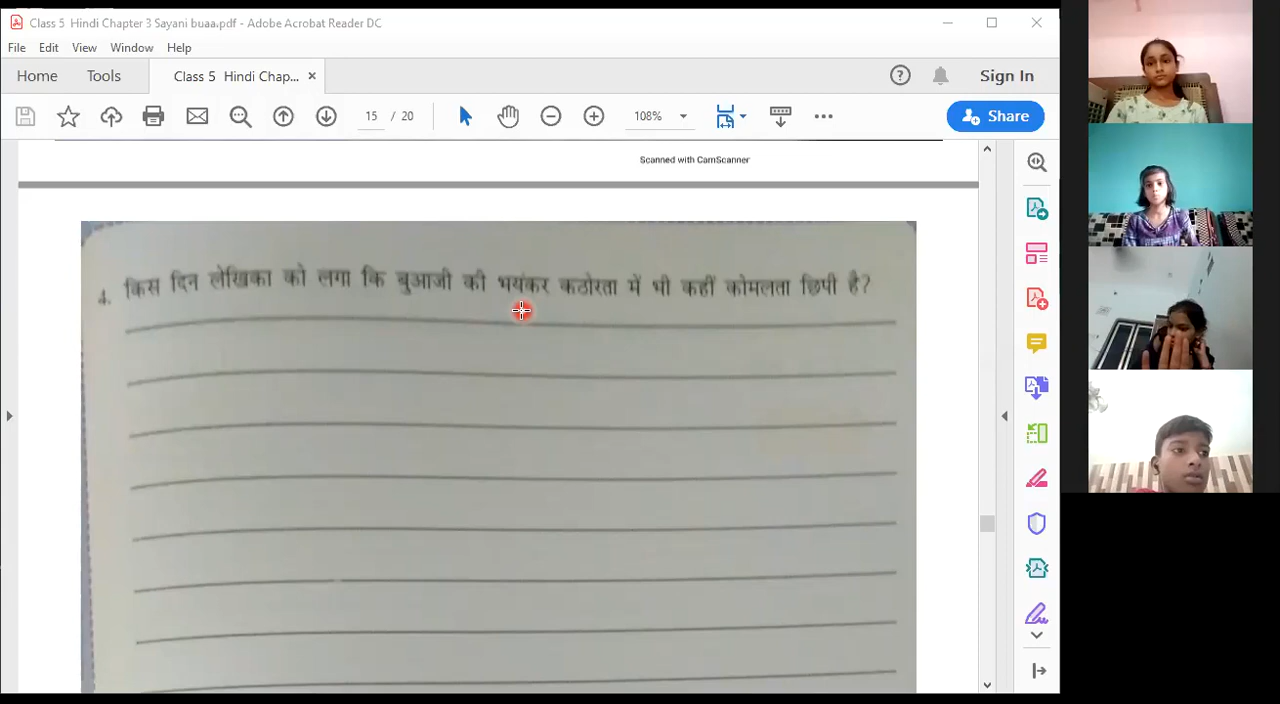 Class 5  Hindi Chapter 3 Sayani buaa.pdf - Adobe Acrobat Reader DC
File Edit View Window Help
Home Tools Class 5 Hindi Chap... × Sign In
15 / 20 108% Share
Scanned with CamScanner
4. किस दिन लेखिका को लगा कि बुआजी की भयंकर कठोरता में भी कहीं कोमलता छिपी है?